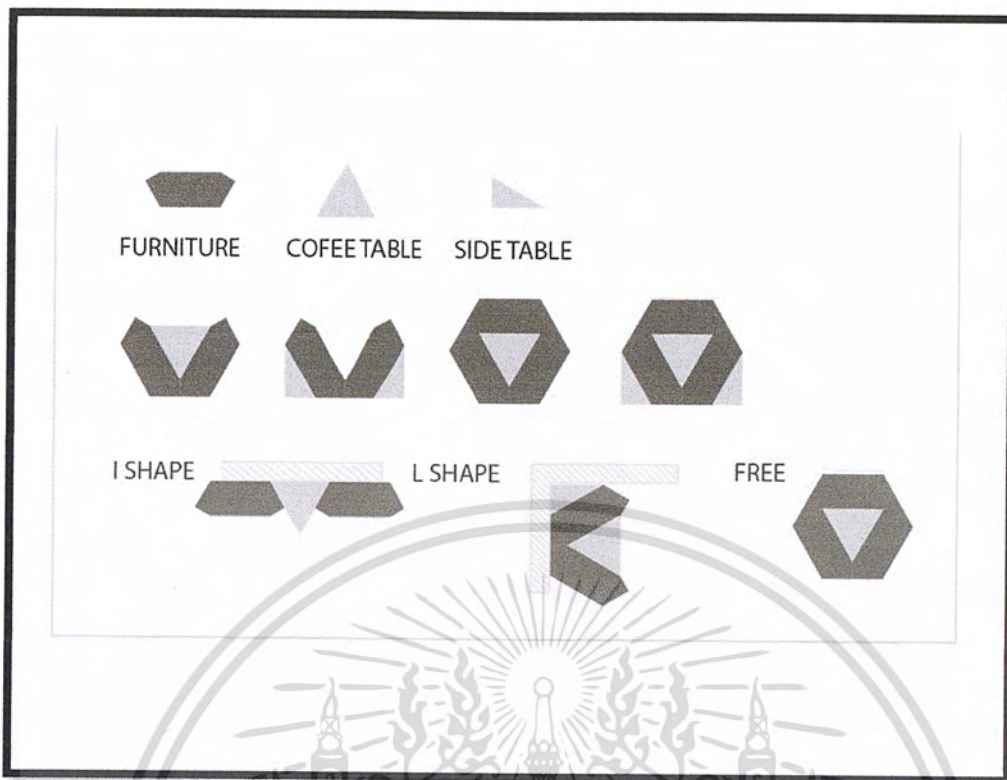 FURNITURE
COFEE TABLE
SIDE TABLE
I SHAPE
L SHAPE
FREE